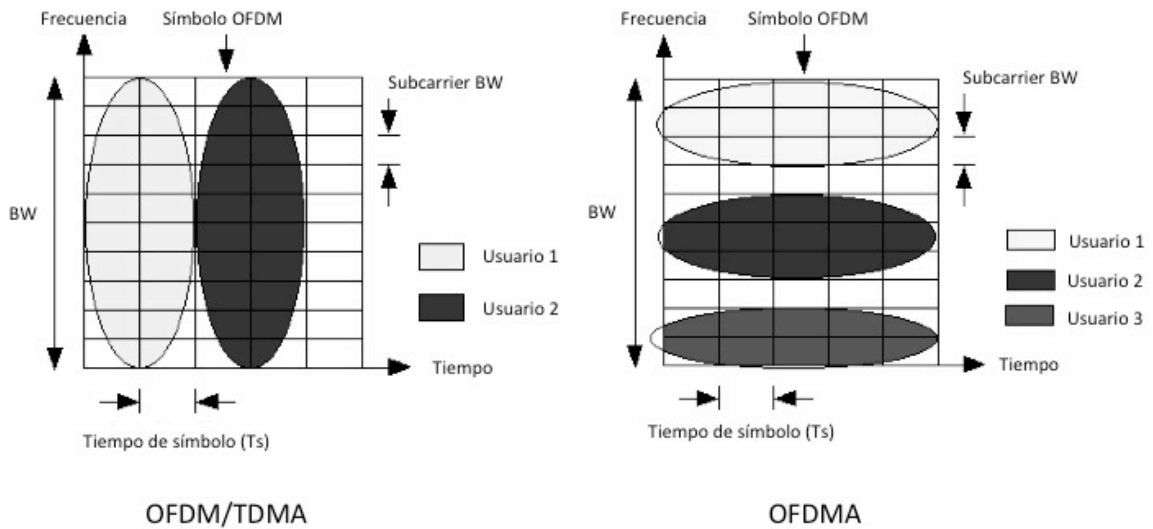 Frecuencia
Símbolo OFDM
Subcarrier BW
BW
Usuario 1
Usuario 2
Tiempo
Tiempo de símbolo (Ts)
OFDM/TDMA
Frecuencia
Símbolo OFDM
Subcarrier BW
BW
Usuario 1
Usuario 2
Usuario 3
Tiempo
Tiempo de símbolo (Ts)
OFDMA